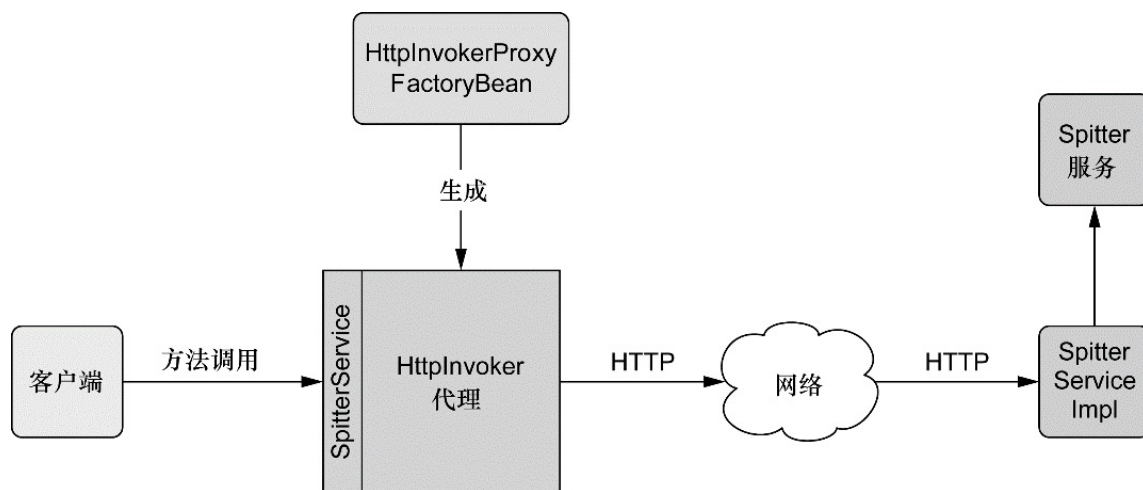 HttpInvokerProxy
FactoryBean
生成
Spitter
服务
客户端
方法调用
SpitterService
HttpInvoker
代理
HTTP
网络
HTTP
Spitter
Service
Impl